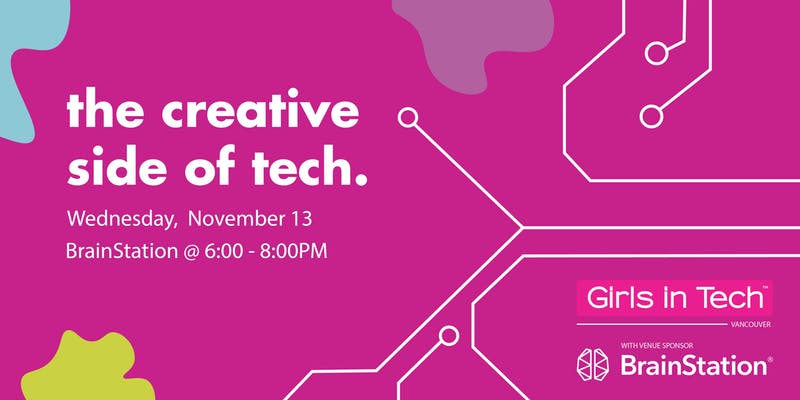 the creative
side of tech.
Wednesday, November 13
BrainStation @ 6:00 - 8:00PM
Girls in Tech™
VANCOUVER
WITH VENUE SPONSOR
BrainStation®